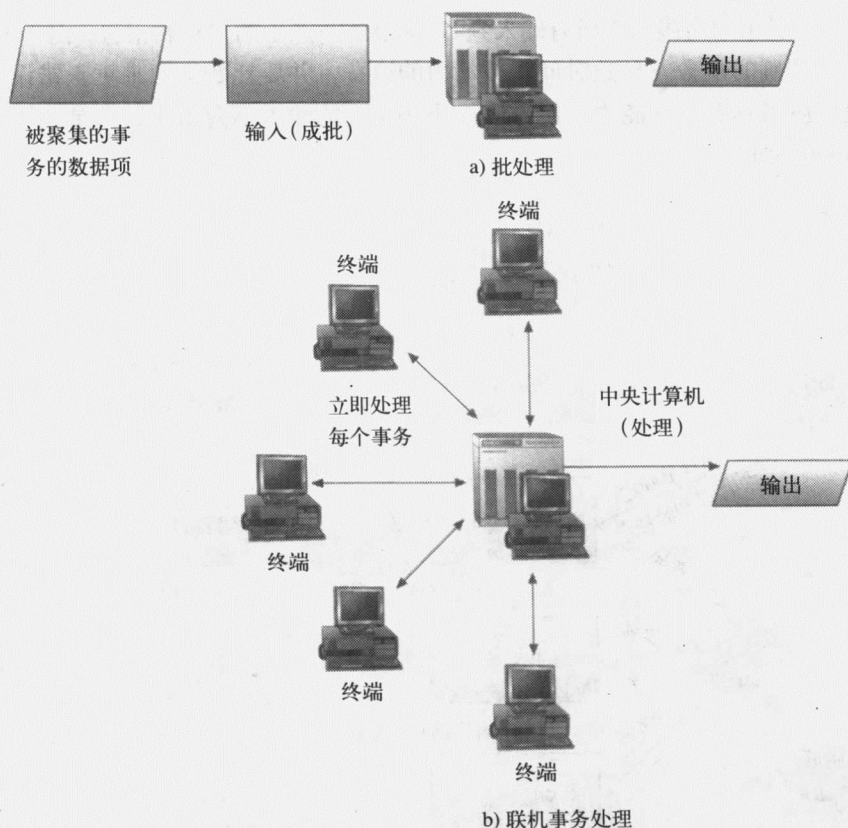 输出
被聚集的事
务的数据项
输入(成批)
a) 批处理
终端
终端
立即处理
每个事务
中央计算机
(处理)
输出
终端
终端
终端
b) 联机事务处理